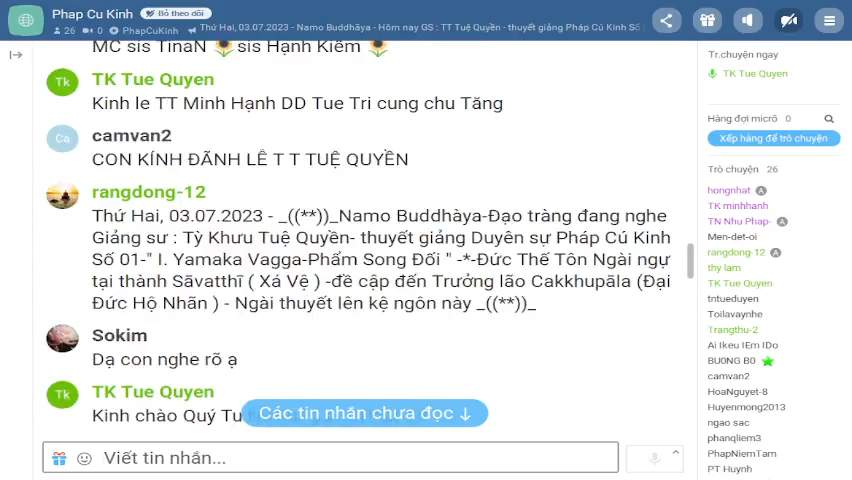 Phap Cu Kinh
Bỏ theo dõi
26
0
PhapCuKinh
Thứ Hai, 03.07.2023 - Namo Buddhāya - Hôm nay GS : TT Tuệ Quyền - thuyết giảng Pháp Cú Kinh Số
MC sis TinaN 🌻sis Hạnh Kiểm 🌻
Tk
TK Tue Quyen
Kinh le TT Minh Hạnh DD Tue Tri cung chu Tăng
Ca
camvan2
CON KÍNH ĐÃNH LỄ T T TUỆ QUYỀN
rangdong-12
Thứ Hai, 03.07.2023 - _((**))_Namo Buddhàya-Đạo tràng đang nghe
Giảng sư : Tỳ Khưu Tuệ Quyền- thuyết giảng Duyên sự Pháp Cú Kinh
Số 01-" I. Yamaka Vagga-Phẩm Song Đối " -*-Đức Thế Tôn Ngài ngự
tại thành Sāvatthī ( Xá Vệ ) -đề cập đến Trưởng lão Cakkhupāla (Đại
Đức Hộ Nhãn ) - Ngài thuyết lên kệ ngôn này _((**))_
Sokim
Dạ con nghe rõ ạ
Tk
TK Tue Quyen
Kinh chào Quý Tu
Các tin nhắn chưa đọc ↓
Viết tin nhắn...
Tr.chuyện ngay
TK Tue Quyen
Hàng đợi micrô 0
Xếp hàng để trò chuyện
Trò chuyện 26
hongnhat A
TK minhhanh
TN Nhu Phap- A
Men-det-oi
rangdong-12 A
thy lam
TK Tue Quyen
tntueduyen
Toilavaynhe
Trangthu-2
Ai Ikeu IEm IDo
BU0NG B0
camvan2
HoaNguyet-8
Huyenmong2013
ngao sac
phanqliem3
PhapNiemTam
PT Huynh